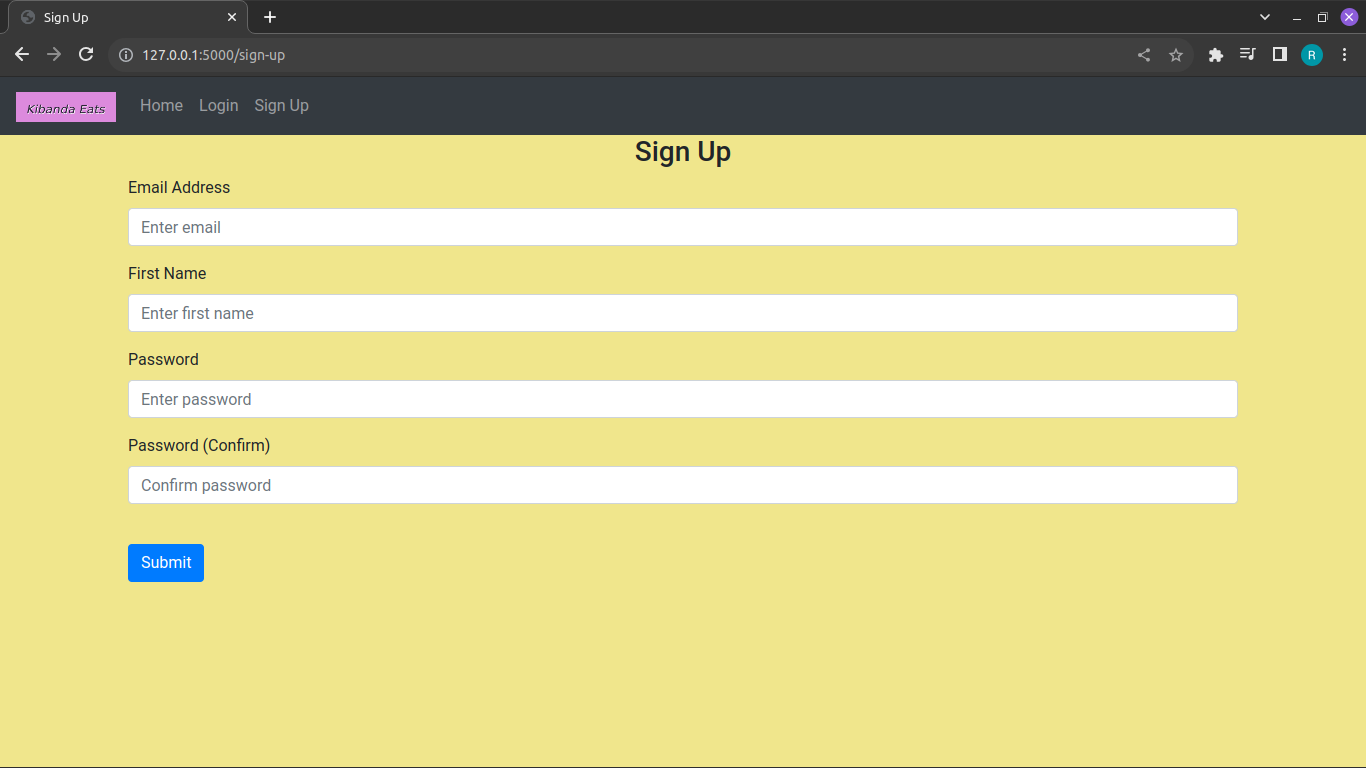 Sign Up
127.0.0.1:5000/sign-up
R
Kibanda Eats Home Login Sign Up
Sign Up
Email Address
Enter email
First Name
Enter first name
Password
Enter password
Password (Confirm)
Confirm password
Submit